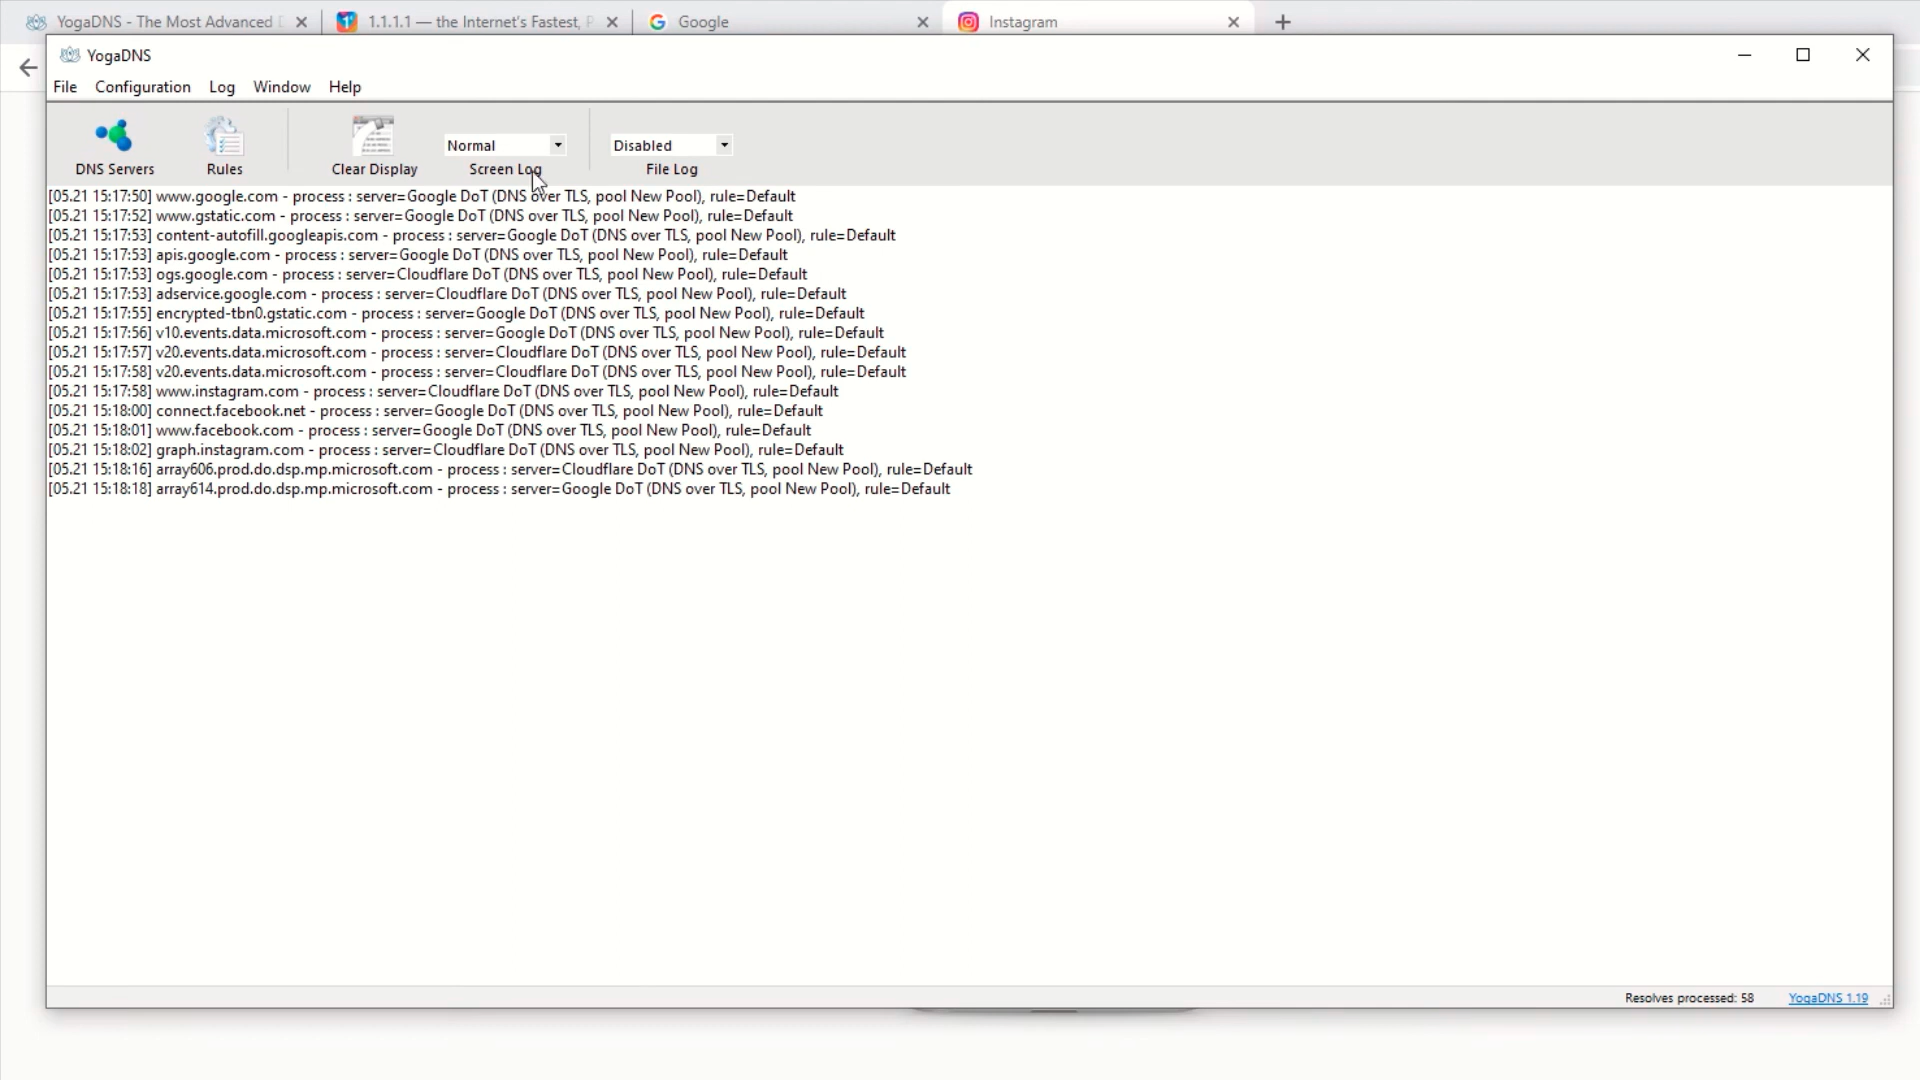 YogaDNS - The Most Advanced
1.1.1.1 — the Internet's Fastest, P
Google
Instagram
YogaDNS
File Configuration Log Window Help
Normal
Disabled
DNS Servers Rules Clear Display Screen Log File Log
[05.21 15:17:50] www.google.com - process : server=Google DoT (DNS over TLS, pool New Pool), rule=Default
[05.21 15:17:52] www.gstatic.com - process : server=Google DoT (DNS over TLS, pool New Pool), rule=Default
[05.21 15:17:53] content-autofill.googleapis.com - process : server=Google DoT (DNS over TLS, pool New Pool), rule=Default
[05.21 15:17:53] apis.google.com - process : server=Google DoT (DNS over TLS, pool New Pool), rule=Default
[05.21 15:17:53] ogs.google.com - process : server=Cloudflare DoT (DNS over TLS, pool New Pool), rule=Default
[05.21 15:17:53] adservice.google.com - process : server=Cloudflare DoT (DNS over TLS, pool New Pool), rule=Default
[05.21 15:17:55] encrypted-tbn0.gstatic.com - process : server=Google DoT (DNS over TLS, pool New Pool), rule=Default
[05.21 15:17:56] v10.events.data.microsoft.com - process : server=Google DoT (DNS over TLS, pool New Pool), rule=Default
[05.21 15:17:57] v20.events.data.microsoft.com - process : server=Cloudflare DoT (DNS over TLS, pool New Pool), rule=Default
[05.21 15:17:58] v20.events.data.microsoft.com - process : server=Cloudflare DoT (DNS over TLS, pool New Pool), rule=Default
[05.21 15:17:58] www.instagram.com - process : server=Cloudflare DoT (DNS over TLS, pool New Pool), rule=Default
[05.21 15:18:00] connect.facebook.net - process : server=Google DoT (DNS over TLS, pool New Pool), rule=Default
[05.21 15:18:01] www.facebook.com - process : server=Google DoT (DNS over TLS, pool New Pool), rule=Default
[05.21 15:18:02] graph.instagram.com - process : server=Cloudflare DoT (DNS over TLS, pool New Pool), rule=Default
[05.21 15:18:16] array606.prod.do.dsp.mp.microsoft.com - process : server=Cloudflare DoT (DNS over TLS, pool New Pool), rule=Default
[05.21 15:18:18] array614.prod.do.dsp.mp.microsoft.com - process : server=Google DoT (DNS over TLS, pool New Pool), rule=Default
Resolves processed: 58
YogaDNS 1.19